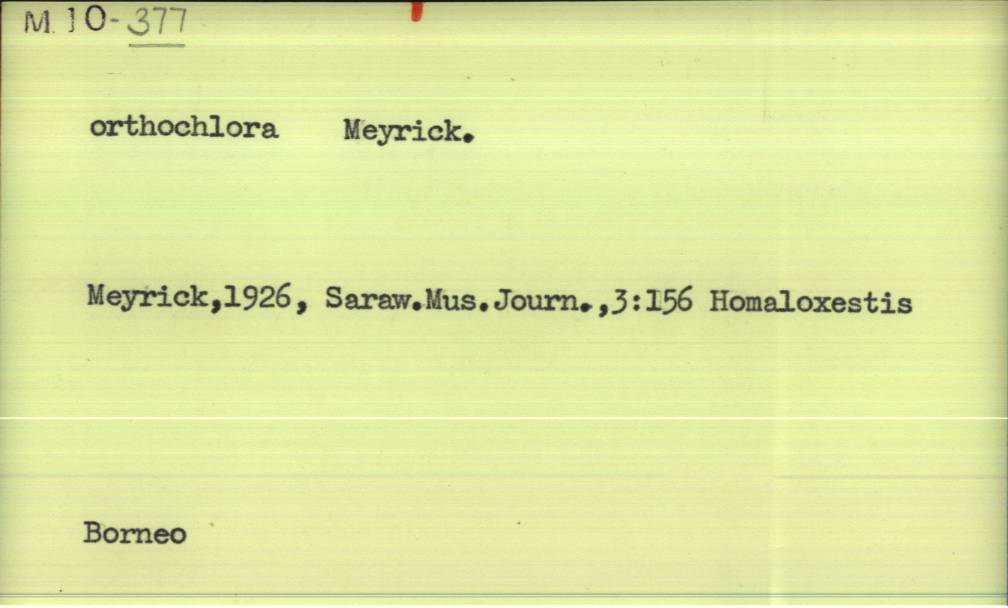 M. 10-377
orthochlora Meyrick.
Meyrick,1926, Saraw.Mus.Journ.,3:156 Homaloxestis
Borneo